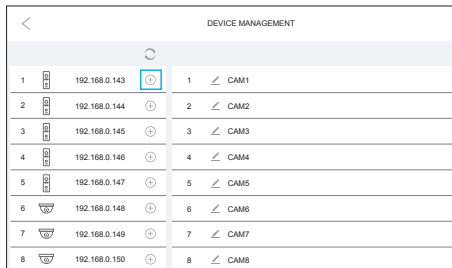 DEVICE MANAGEMENT
1 192.168.0.143 1 CAM1
2 192.168.0.144 2 CAM2
3 192.168.0.145 3 CAM3
4 192.168.0.146 4 CAM4
5 192.168.0.147 5 CAM5
6 192.168.0.148 6 CAM6
7 192.168.0.149 7 CAM7
8 192.168.0.150 8 CAM8